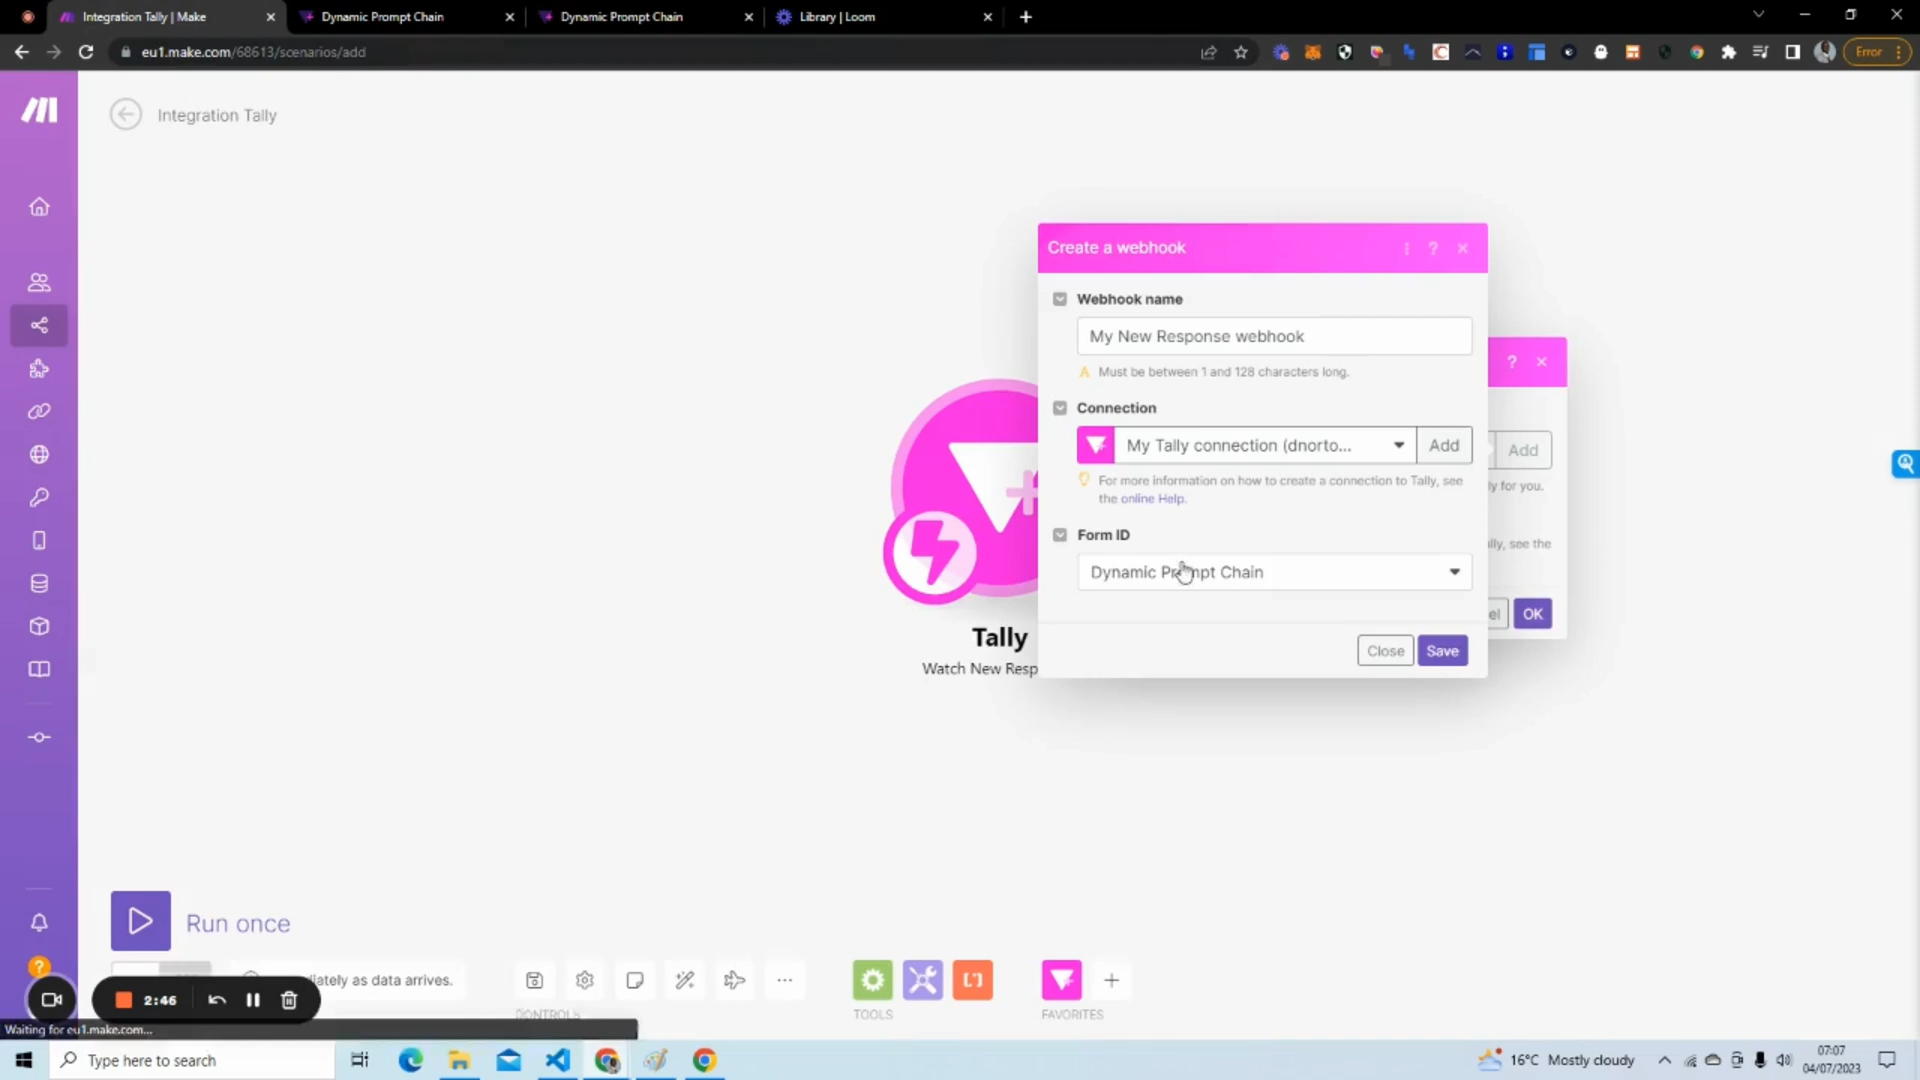 Integration Tally | Make
Dynamic Prompt Chain
Dynamic Prompt Chain
Library | Loom
eu1.make.com/68613/scenarios/add
Error
Integration Tally
Create a webhook
?
Webhook name
My New Response webhook
Must be between 1 and 128 characters long.
Connection
My Tally connection (dnorto...
Add
For more information on how to create a connection to Tally, see
the online Help.
Form ID
Dynamic Prompt Chain
Close
Save
?
Add
ly for you.
lly, see the
el
OK
Tally
Watch New Resp
Run once
diately as data arrives.
2:46
CONTROLS
TOOLS
FAVORITES
Waiting for eu1.make.com...
Type here to search
16°C Mostly cloudy
07:07
04/07/2023